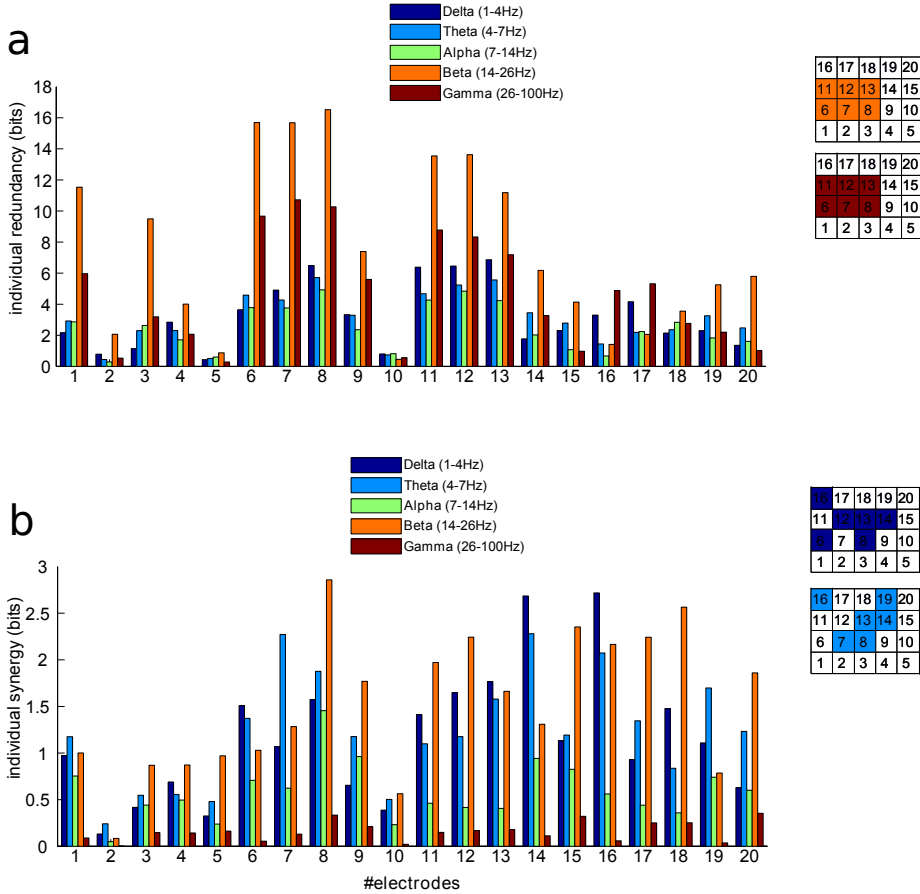 a
Delta (1-4Hz)
Theta (4-7Hz)
Alpha (7-14Hz)
Beta (14-26Hz)
Gamma (26-100Hz)
individual redundancy (bits)
18
16
14
12
10
8
6
4
2
0
1 2 3 4 5 6 7 8 9 10 11 12 13 14 15 16 17 18 19 20
16 17 18 19 20
11 12 13 14 15
6 7 8 9 10
1 2 3 4 5
16 17 18 19 20
11 12 13 14 15
6 7 8 9 10
1 2 3 4 5
b
Delta (1-4Hz)
Theta (4-7Hz)
Alpha (7-14Hz)
Beta (14-26Hz)
Gamma (26-100Hz)
individual synergy (bits)
3
2.5
2
1.5
1
0.5
0
1 2 3 4 5 6 7 8 9 10 11 12 13 14 15 16 17 18 19 20
#electrodes
16 17 18 19 20
11 12 13 14 15
6 7 8 9 10
1 2 3 4 5
16 17 18 19 20
11 12 13 14 15
6 7 8 9 10
1 2 3 4 5